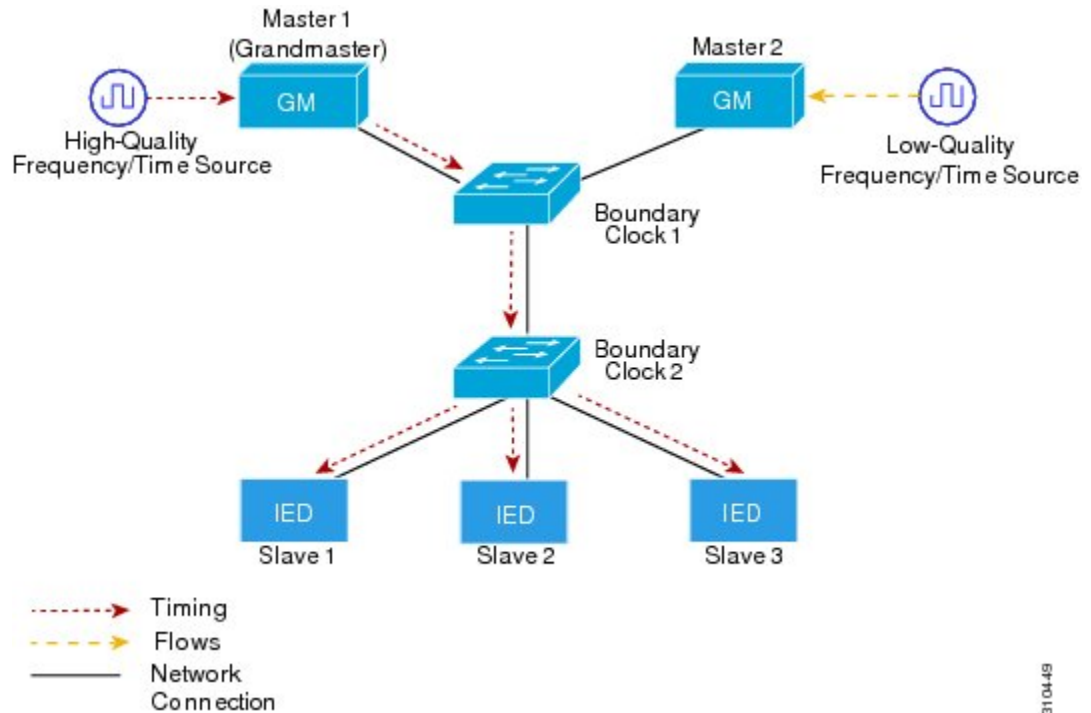 Master 1
(Grandmaster)
Master 2
GM
GM
High-Quality
Frequency/Time Source
Low-Quality
Frequency/Time Source
Boundary
Clock 1
Boundary
Clock 2
IED
IED
IED
Slave 1
Slave 2
Slave 3
Timing
Flows
Network
Connection
310449